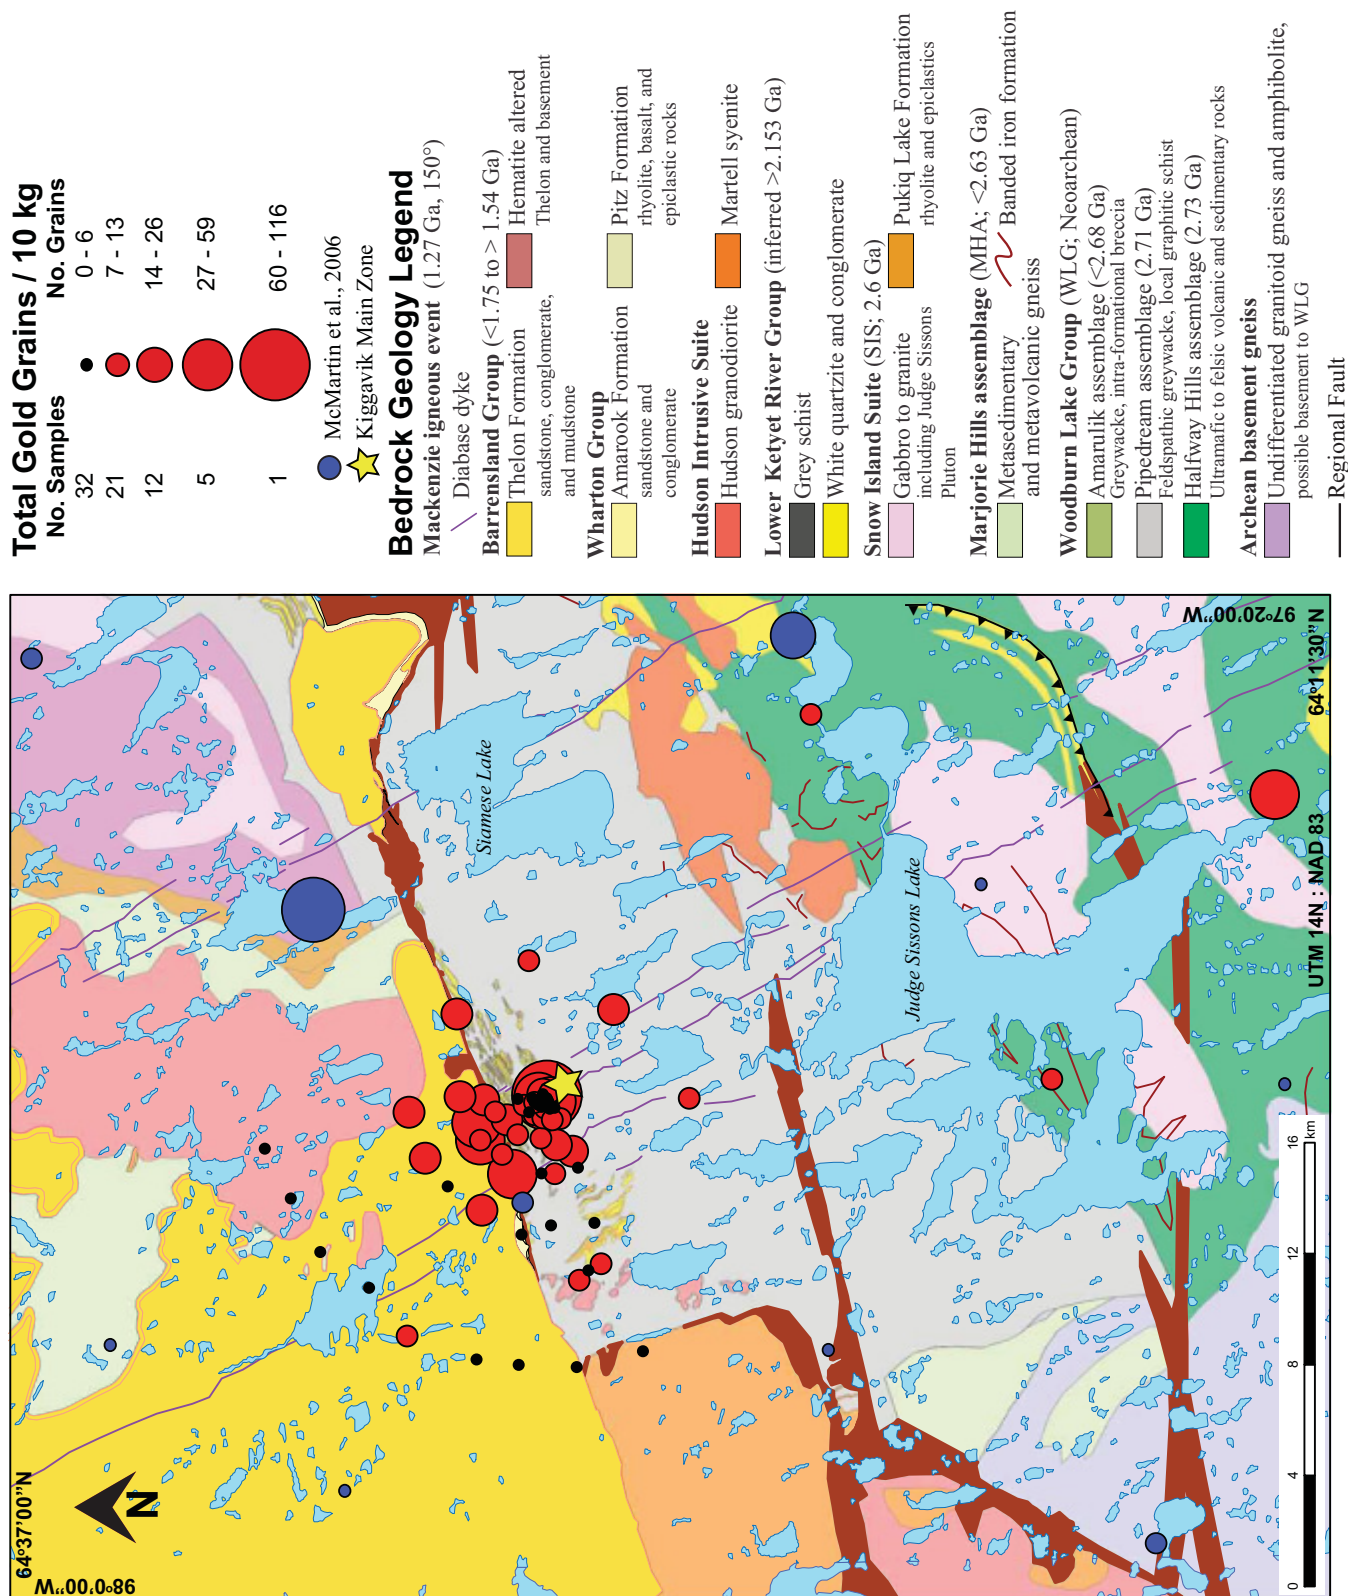 Total Gold Grains / 10 kg
No. Samples
No. Grains
32
0 - 6
21
7 - 13
12
14 - 26
5
27 - 59
1
60 - 116
McMartin et al., 2006
Kiggavik Main Zone
Bedrock Geology Legend
Mackenzie igneous event (1.27 Ga, 150°)
Diabase dyke
Barrensland Group (<1.75 to > 1.54 Ga)
Thelon Formation
sandstone, conglomerate,
and mudstone
Hematite altered
Thelon and basement
Wharton Group
Amarook Formation
sandstone and
conglomerate
Pitz Formation
rhyolite, basalt, and
epiclastic rocks
Hudson Intrusive Suite
Hudson granodiorite
Martell syenite
Lower Ketyet River Group (inferred >2.153 Ga)
Grey schist
White quartzite and conglomerate
Snow Island Suite (SIS; 2.6 Ga)
Gabbro to granite
including Judge Sissons
Pluton
Pukiq Lake Formation
rhyolite and epiclastics
Marjorie Hills assemblage (MHA; <2.63 Ga)
Metasedimentary
and metavolcanic gneiss
Banded iron formation
Woodburn Lake Group (WLG; Neoarchean)
Amarulik assemblage (<2.68 Ga)
Greywacke, intra-formational breccia
Pipedream assemblage (2.71 Ga)
Feldspathic greywacke, local graphitic schist
Halfway Hills assemblage (2.73 Ga)
Ultramafic to felsic volcanic and sedimentary rocks
Archean basement gneiss
Undifferentiated granitoid gneiss and amphibolite,
possible basement to WLG
Regional Fault
64°37'00"N
98°0'00"W
N
Siamese Lake
Judge Sissons Lake
97°20'00"W
64°11'30"N
UTM 14N : NAD 83
0
4
8
12
16
km